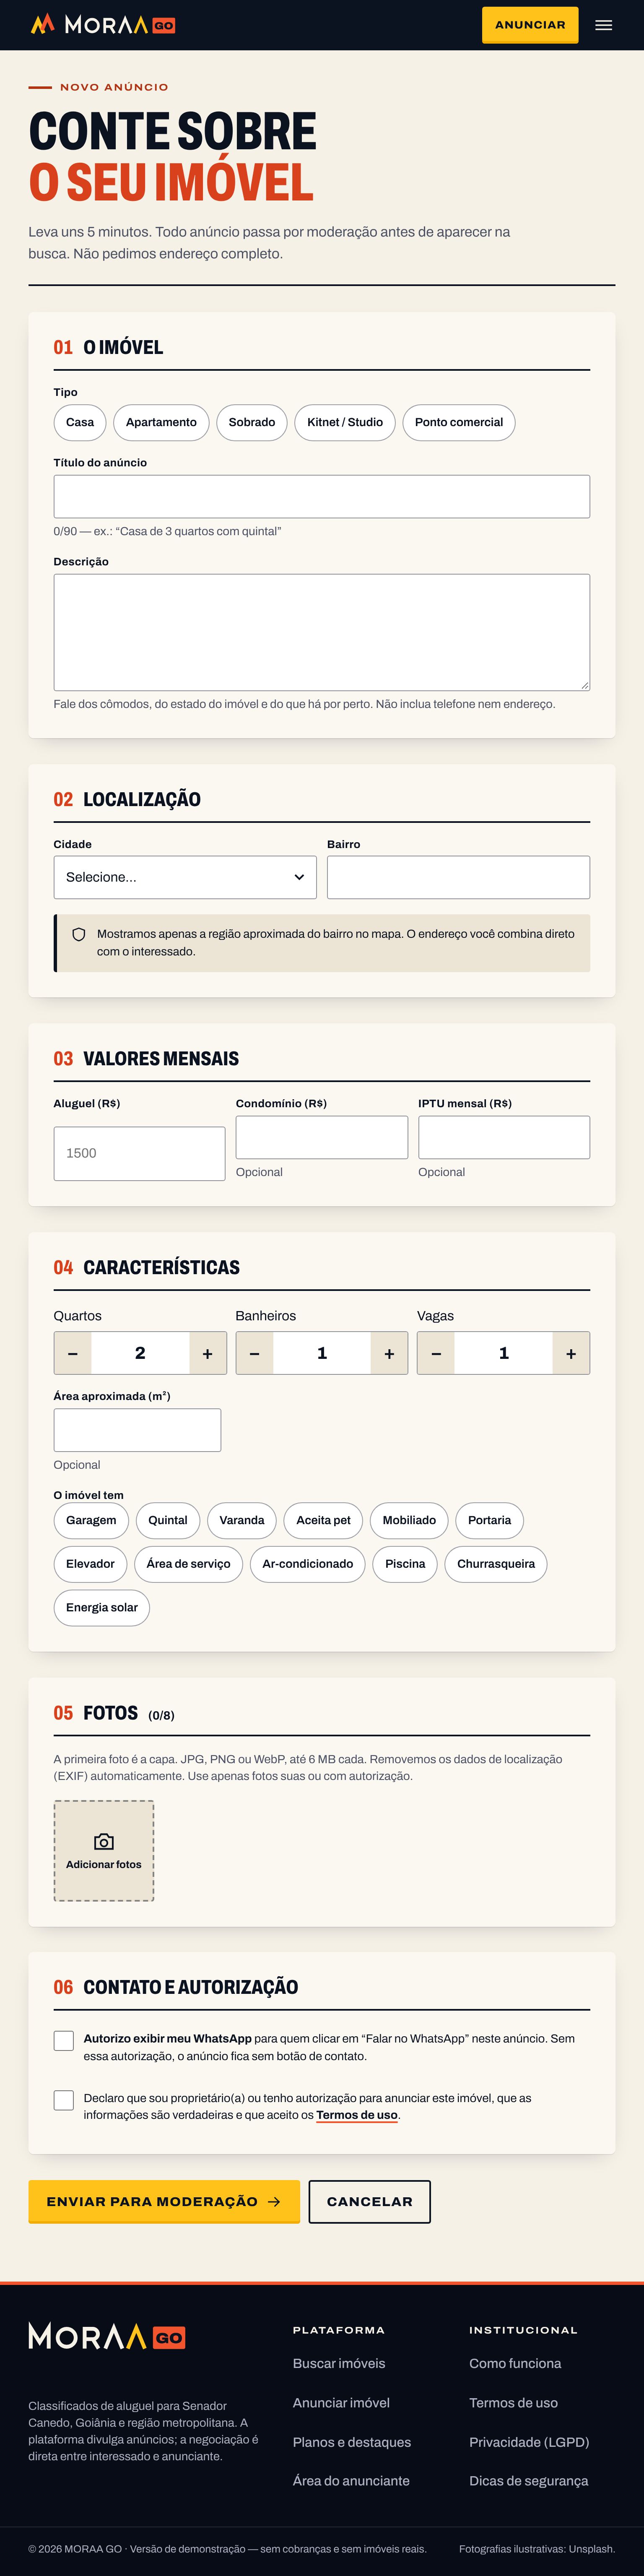 MORAA GO
ANUNCIAR
NOVO ANÚNCIO
CONTE SOBRE
O SEU IMÓVEL
Leva uns 5 minutos. Todo anúncio passa por moderação antes de aparecer na
busca. Não pedimos endereço completo.
01 O IMÓVEL
Tipo
Casa Apartamento Sobrado Kitnet / Studio Ponto comercial
Título do anúncio
0/90 — ex.: “Casa de 3 quartos com quintal”
Descrição
Fale dos cômodos, do estado do imóvel e do que há por perto. Não inclua telefone nem endereço.
02 LOCALIZAÇÃO
Cidade Bairro
Selecione...
Mostramos apenas a região aproximada do bairro no mapa. O endereço você combina direto
com o interessado.
03 VALORES MENSAIS
Aluguel (R$) Condomínio (R$) IPTU mensal (R$)
1500
Opcional Opcional
04 CARACTERÍSTICAS
Quartos Banheiros Vagas
− 2 + − 1 + − 1 +
Área aproximada (m²)
Opcional
O imóvel tem
Garagem Quintal Varanda Aceita pet Mobiliado Portaria
Elevador Área de serviço Ar-condicionado Piscina Churrasqueira
Energia solar
05 FOTOS (0/8)
A primeira foto é a capa. JPG, PNG ou WebP, até 6 MB cada. Removemos os dados de localização
(EXIF) automaticamente. Use apenas fotos suas ou com autorização.
Adicionar fotos
06 CONTATO E AUTORIZAÇÃO
Autorizo exibir meu WhatsApp para quem clicar em “Falar no WhatsApp” neste anúncio. Sem
essa autorização, o anúncio fica sem botão de contato.
Declaro que sou proprietário(a) ou tenho autorização para anunciar este imóvel, que as
informações são verdadeiras e que aceito os Termos de uso.
ENVIAR PARA MODERAÇÃO → CANCELAR
MORAA GO
Classificados de aluguel para Senador
Canedo, Goiânia e região metropolitana. A
plataforma divulga anúncios; a negociação é
direta entre interessado e anunciante.
PLATAFORMA
Buscar imóveis
Anunciar imóvel
Planos e destaques
Área do anunciante
INSTITUCIONAL
Como funciona
Termos de uso
Privacidade (LGPD)
Dicas de segurança
© 2026 MORAA GO · Versão de demonstração — sem cobranças e sem imóveis reais. Fotografias ilustrativas: Unsplash.